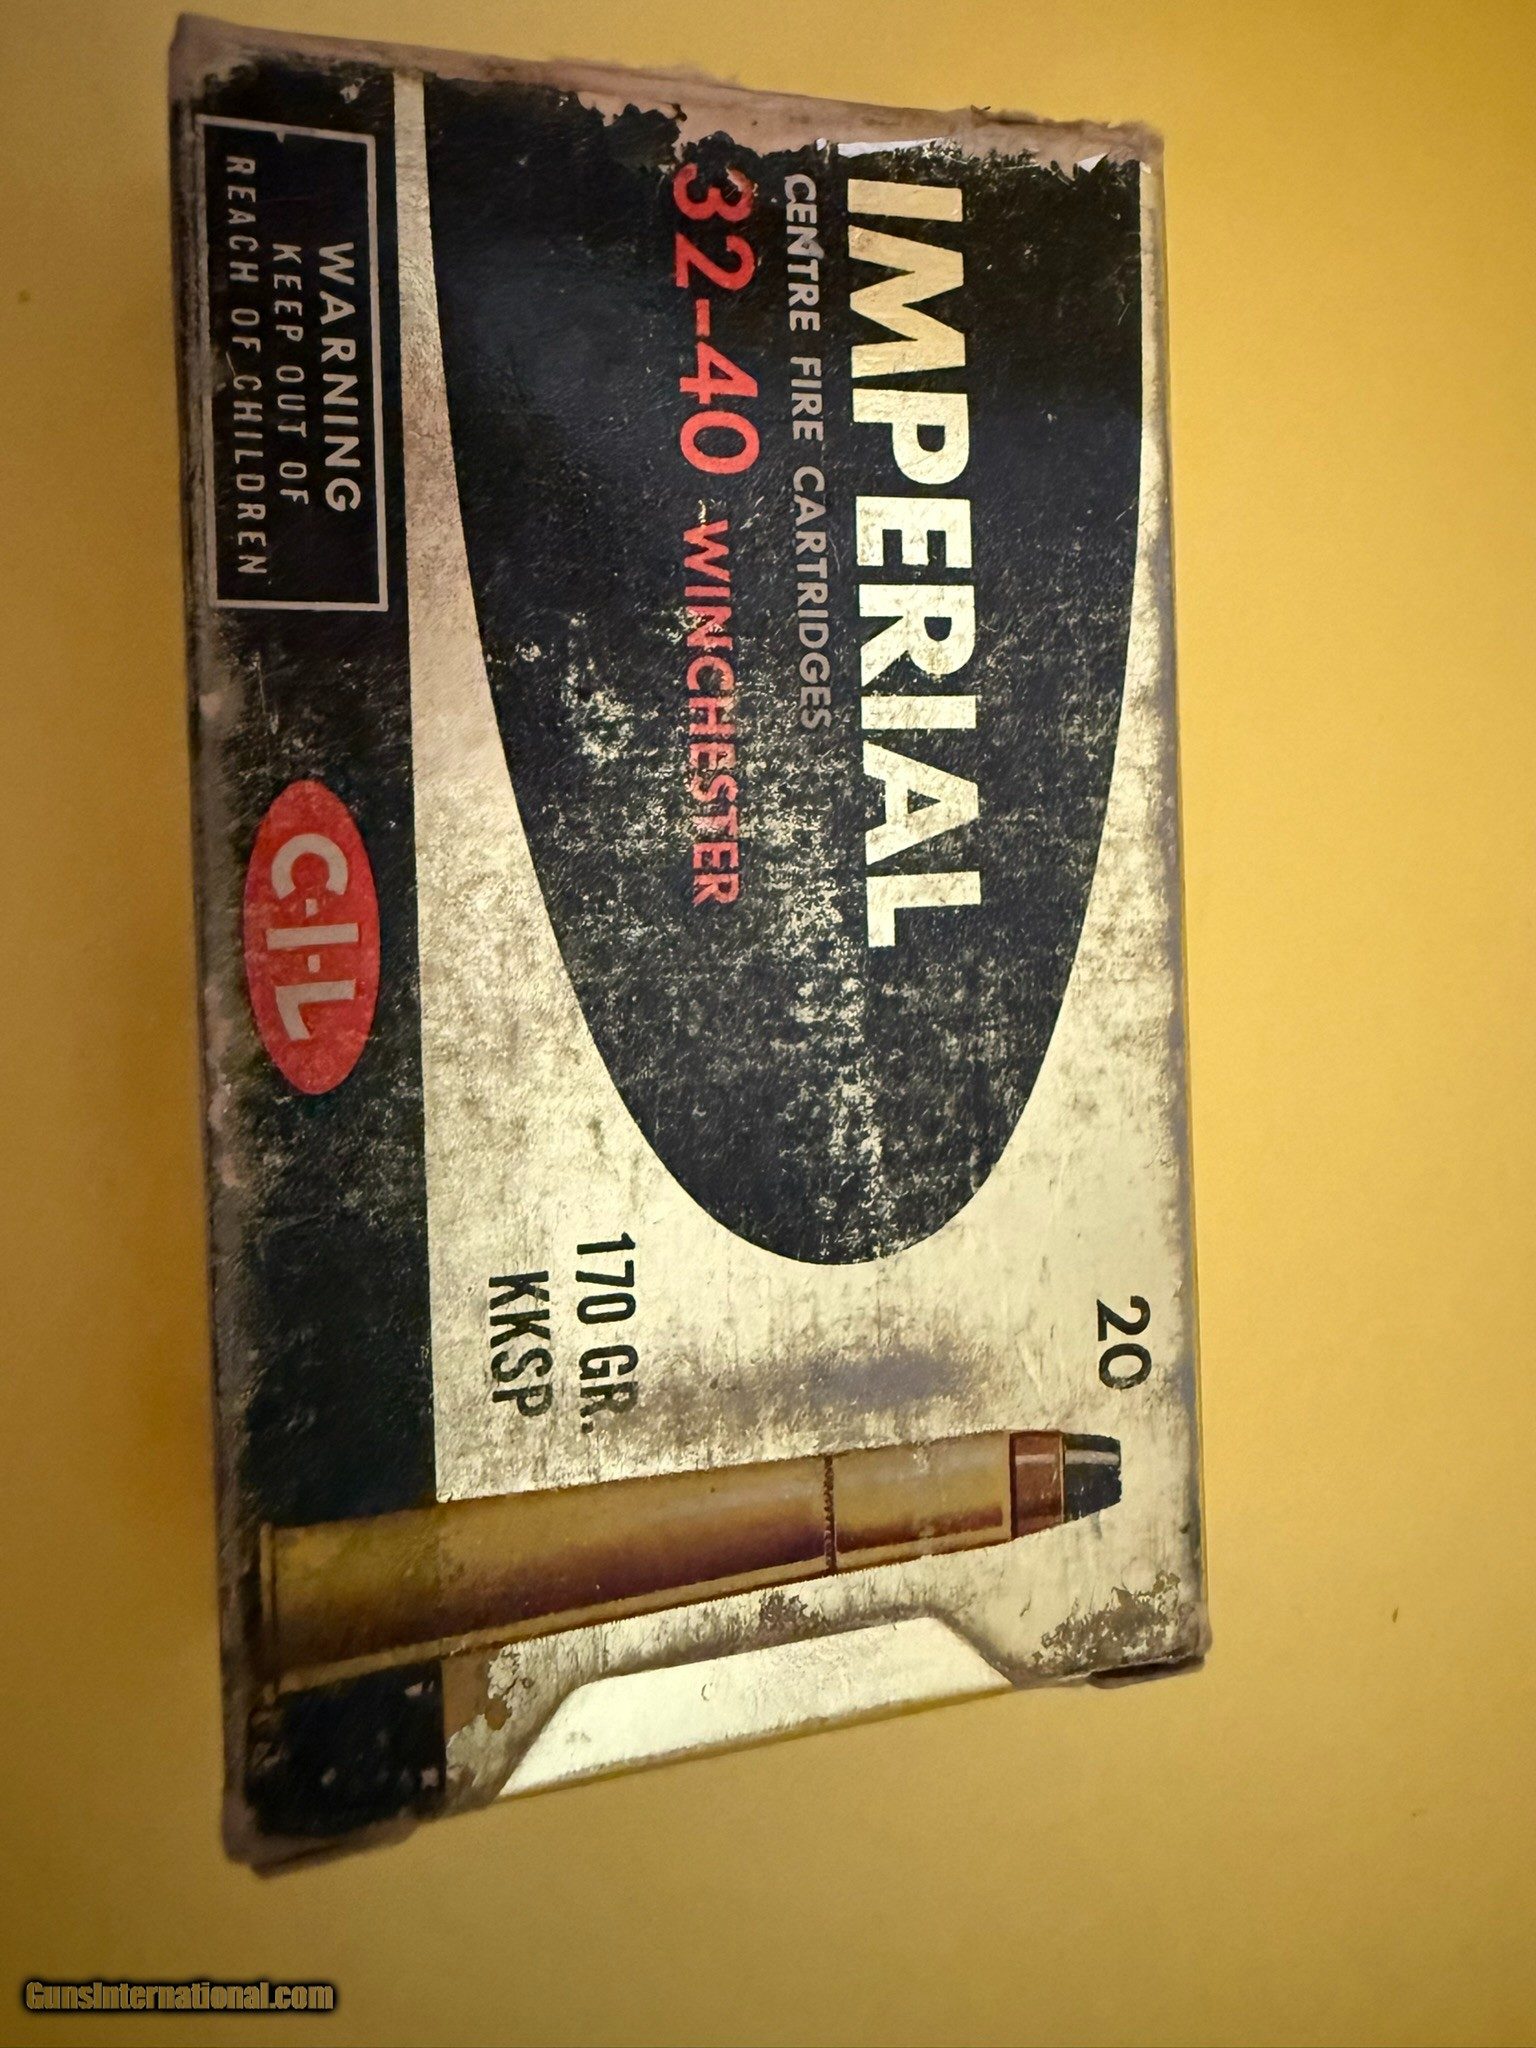 IMPERIAL
CENTRE FIRE CARTRIDGES
32-40 WINCHESTER
20
170 GR.
KKSP
WARNING
KEEP OUT OF
REACH OF CHILDREN
C-I-L
GunsInternational.com